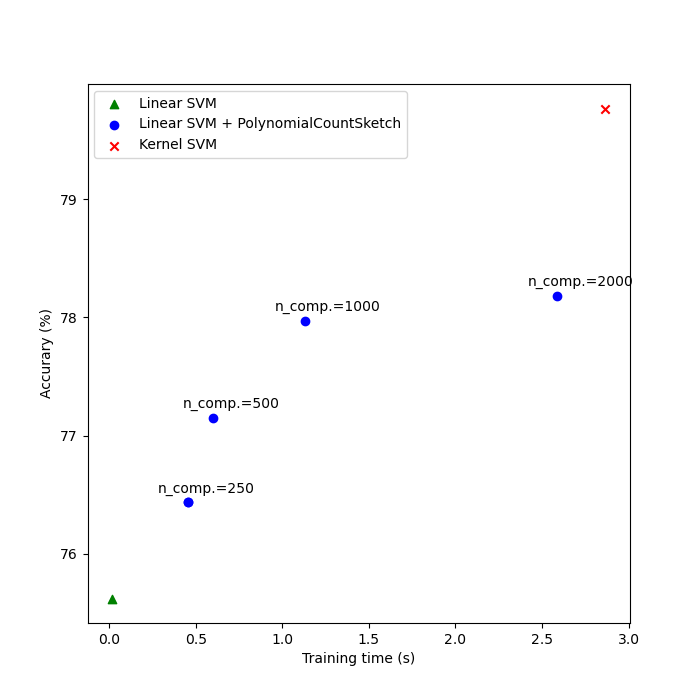 Linear SVM
Linear SVM + PolynomialCountSketch
Kernel SVM
79
n_comp.=2000
n_comp.=1000
78
n_comp.=500
77
n_comp.=250
76
Accurary (%)
0.0 0.5 1.0 1.5 2.0 2.5 3.0
Training time (s)